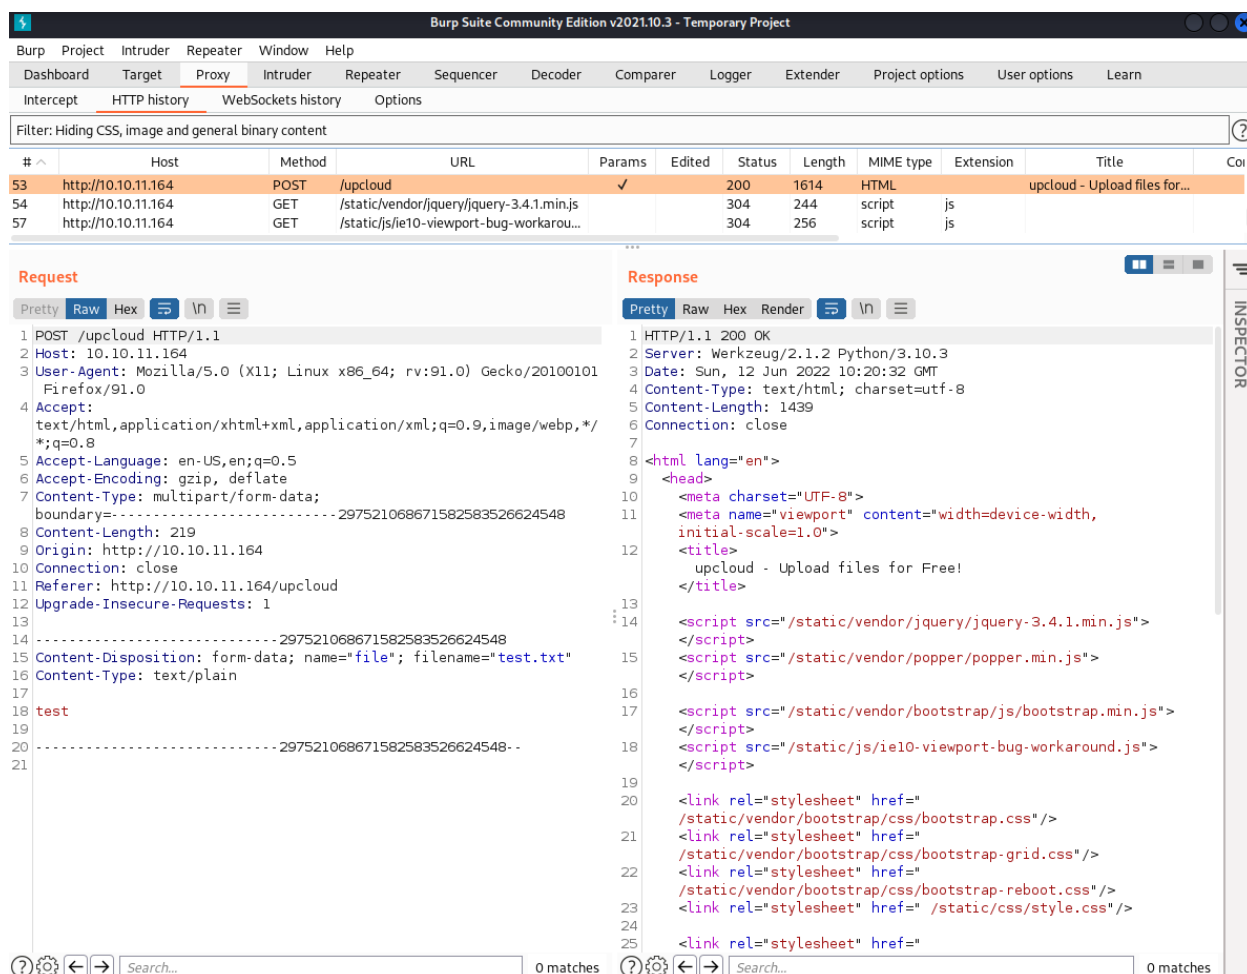 Burp Suite Community Edition v2021.10.3 - Temporary Project
Burp Project Intruder Repeater Window Help
Dashboard Target Proxy Intruder Repeater Sequencer Decoder Comparer Logger Extender Project options User options Learn
Intercept HTTP history WebSockets history Options
Filter: Hiding CSS, image and general binary content
?
# Host Method URL Params Edited Status Length MIME type Extension Title
53 http://10.10.11.164 POST /upcloud ✓ 200 1614 HTML upcloud - Upload files for...
54 http://10.10.11.164 GET /static/vendor/jquery/jquery-3.4.1.min.js 304 244 script js
57 http://10.10.11.164 GET /static/js/ie10-viewport-bug-workarou... 304 256 script js
Request
Pretty Raw Hex \n
1 POST /upcloud HTTP/1.1
2 Host: 10.10.11.164
3 User-Agent: Mozilla/5.0 (X11; Linux x86_64; rv:91.0) Gecko/20100101
Firefox/91.0
4 Accept:
text/html,application/xhtml+xml,application/xml;q=0.9,image/webp,*/
*;q=0.8
5 Accept-Language: en-US,en;q=0.5
6 Accept-Encoding: gzip, deflate
7 Content-Type: multipart/form-data;
boundary=---------------------------297521068671582583526624548
8 Content-Length: 219
9 Origin: http://10.10.11.164
10 Connection: close
11 Referer: http://10.10.11.164/upcloud
12 Upgrade-Insecure-Requests: 1
13
14 -----------------------------297521068671582583526624548
15 Content-Disposition: form-data; name="file"; filename="test.txt"
16 Content-Type: text/plain
17
18 test
19
20 -----------------------------297521068671582583526624548--
21
Search...
0 matches
Response
Pretty Raw Hex Render \n
1 HTTP/1.1 200 OK
2 Server: Werkzeug/2.1.2 Python/3.10.3
3 Date: Sun, 12 Jun 2022 10:20:32 GMT
4 Content-Type: text/html; charset=utf-8
5 Content-Length: 1439
6 Connection: close
7
8 <html lang="en">
9 <head>
10 <meta charset="UTF-8">
11 <meta name="viewport" content="width=device-width,
initial-scale=1.0">
12 <title>
upcloud - Upload files for Free!
</title>
13
14 <script src="/static/vendor/jquery/jquery-3.4.1.min.js">
</script>
15 <script src="/static/vendor/popper/popper.min.js">
</script>
16
17 <script src="/static/vendor/bootstrap/js/bootstrap.min.js">
</script>
18 <script src="/static/js/ie10-viewport-bug-workaround.js">
</script>
19
20 <link rel="stylesheet" href="
/static/vendor/bootstrap/css/bootstrap.css"/>
21 <link rel="stylesheet" href="
/static/vendor/bootstrap/css/bootstrap-grid.css"/>
22 <link rel="stylesheet" href="
/static/vendor/bootstrap/css/bootstrap-reboot.css"/>
23 <link rel="stylesheet" href=" /static/css/style.css"/>
24
25 <link rel="stylesheet" href="
Search...
0 matches
INSPECTOR